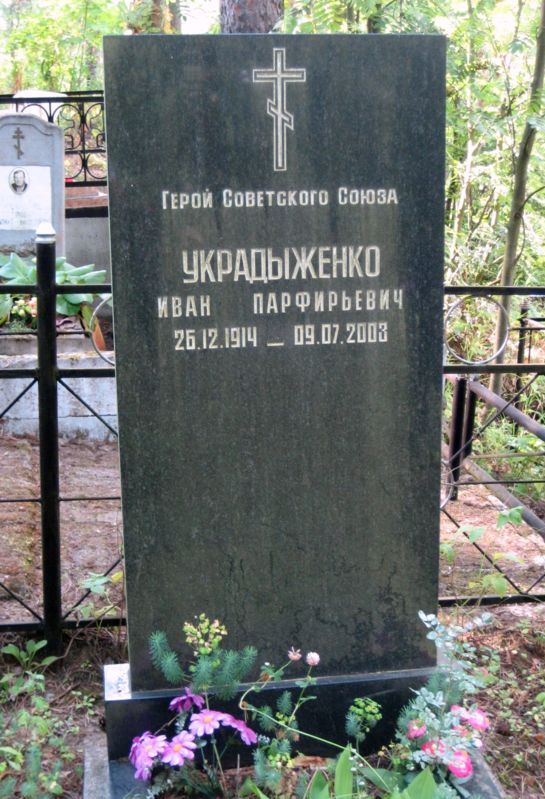 Герой Советского Союза
УКРАДЫЖЕНКО
ИВАН ПАРФИРЬЕВИЧ
26.12.1914 – 09.07.2003